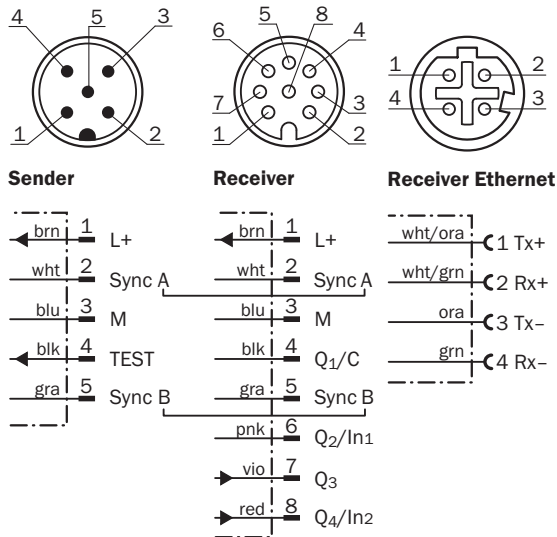 4 5 3
1 2
5 8
6 4
7 3
1 2
1 2
4 3
Sender
brn 1 L+
wht 2 Sync A
blu 3 M
blk 4 TEST
gra 5 Sync B
Receiver
brn 1 L+
wht 2 Sync A
blu 3 M
blk 4 Q1/C
gra 5 Sync B
pnk 6 Q2/In1
vio 7 Q3
red 8 Q4/In2
Receiver Ethernet
wht/ora 1 Tx+
wht/grn 2 Rx+
ora 3 Tx–
grn 4 Rx–